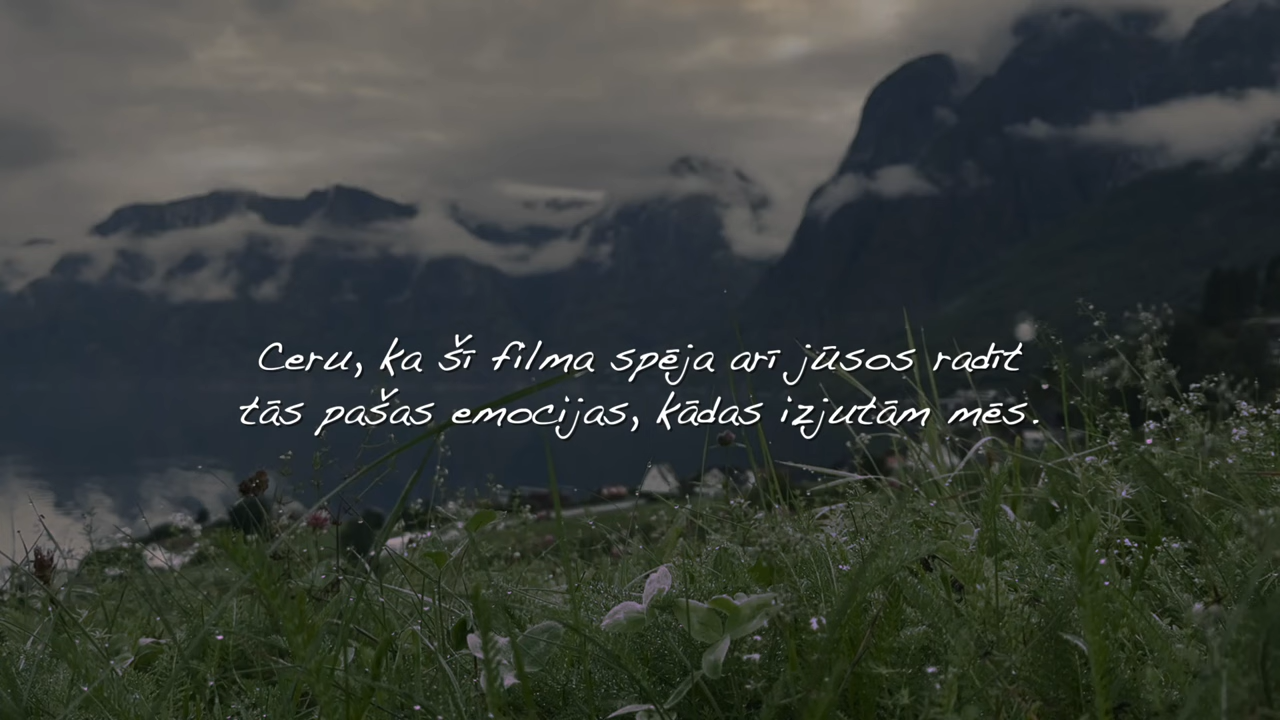 Ceru, ka šī filma spēja arī jūsos radīt
tās pašas emocijas, kādas izjutām mēs.